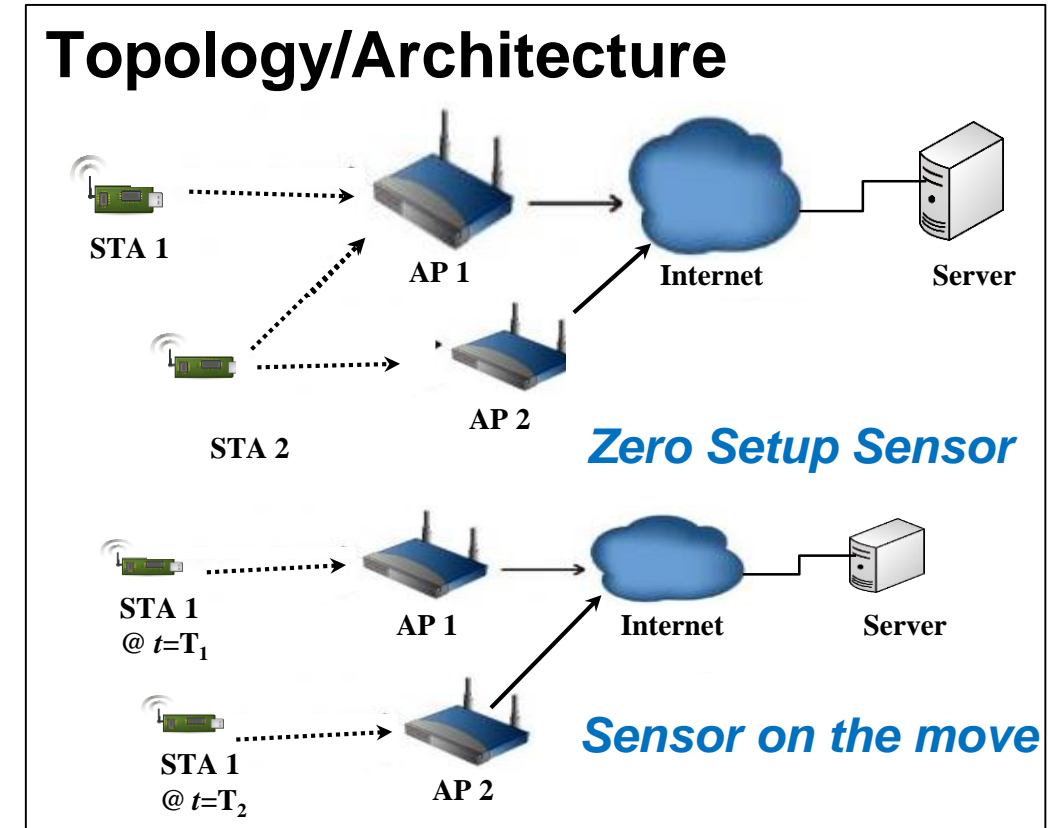 Topology/Architecture
STA 1
AP 1
Internet
Server
STA 2
AP 2
Zero Setup Sensor
STA 1
@ t=T₁
AP 1
Internet
Server
Sensor on the move
STA 1
@ t=T₂
AP 2